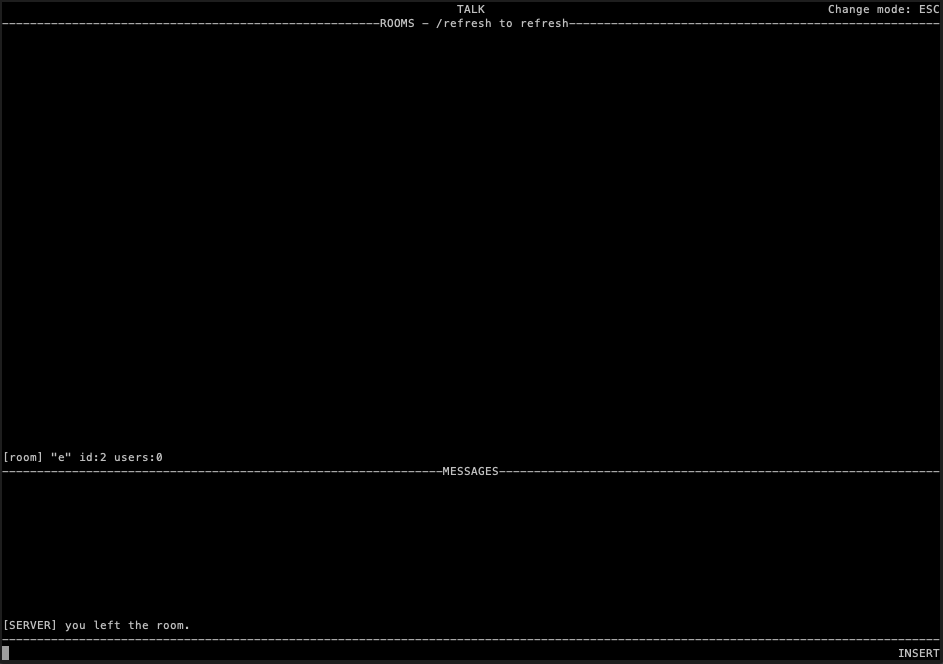 TALK Change mode: ESC
ROOMS - /refresh to refresh
[room] "e" id:2 users:0
MESSAGES
[SERVER] you left the room.
INSERT